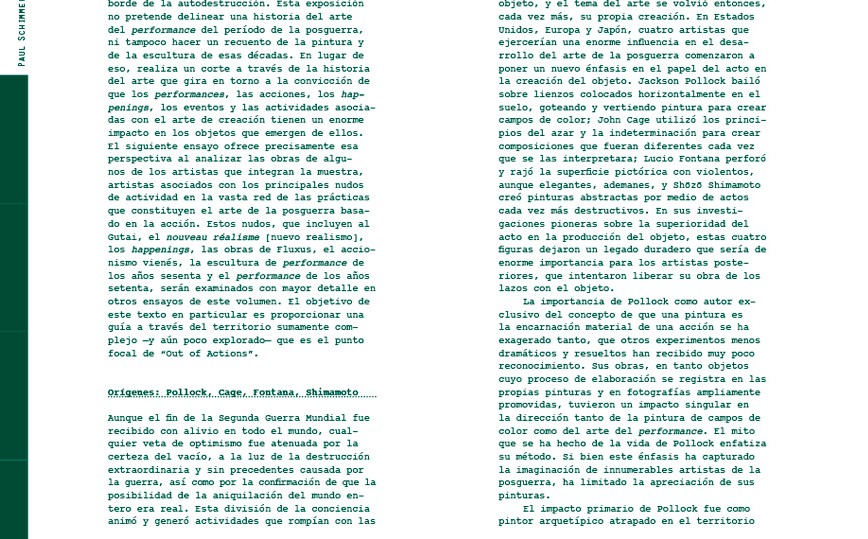 PAUL SCHIMMEL
borde de la autodestrucción. Esta exposición
no pretende delinear una historia del arte
del performance del período de la posguerra,
ni tampoco hacer un recuento de la pintura y
de la escultura de esas décadas. En lugar de
eso, realiza un corte a través de la historia
del arte que gira en torno a la convicción de
que los performances, las acciones, los hap-
penings, los eventos y las actividades asocia-
das con el arte de creación tienen un enorme
impacto en los objetos que emergen de ellos.
El siguiente ensayo ofrece precisamente esa
perspectiva al analizar las obras de algu-
nos de los artistas que integran la muestra,
artistas asociados con los principales nudos
de actividad en la vasta red de las prácticas
que constituyen el arte de la posguerra basa-
do en la acción. Estos nudos, que incluyen al
Gutai, el nouveau réalisme [nuevo realismo],
los happenings, las obras de Fluxus, el accio-
nismo vienés, la escultura de performance de
los años sesenta y el performance de los años
setenta, serán examinados con mayor detalle en
otros ensayos de este volumen. El objetivo de
este texto en particular es proporcionar una
guía a través del territorio sumamente com-
plejo —y aún poco explorado— que es el punto
focal de “Out of Actions”.
Orígenes: Pollock, Cage, Fontana, Shimamoto
Aunque el fin de la Segunda Guerra Mundial fue
recibido con alivio en todo el mundo, cual-
quier veta de optimismo fue atenuada por la
certeza del vacío, a la luz de la destrucción
extraordinaria y sin precedentes causada por
la guerra, así como por la confirmación de que la
posibilidad de la aniquilación del mundo en-
tero era real. Esta división de la conciencia
animó y generó actividades que rompían con las
objeto, y el tema del arte se volvió entonces,
cada vez más, su propia creación. En Estados
Unidos, Europa y Japón, cuatro artistas que
ejercerían una enorme influencia en el desa-
rrollo del arte de la posguerra comenzaron a
poner un nuevo énfasis en el papel del acto en
la creación del objeto. Jackson Pollock bailó
sobre lienzos colocados horizontalmente en el
suelo, goteando y vertiendo pintura para crear
campos de color; John Cage utilizó los princi-
pios del azar y la indeterminación para crear
composiciones que fueran diferentes cada vez
que se las interpretara; Lucio Fontana perforó
y rajó la superficie pictórica con violentos,
aunque elegantes, ademanes, y Shōzō Shimamoto
creó pinturas abstractas por medio de actos
cada vez más destructivos. En sus investi-
gaciones pioneras sobre la superioridad del
acto en la producción del objeto, estas cuatro
figuras dejaron un legado duradero que sería de
enorme importancia para los artistas poste-
riores, que intentaron liberar su obra de los
lazos con el objeto.
La importancia de Pollock como autor ex-
clusivo del concepto de que una pintura es
la encarnación material de una acción se ha
exagerado tanto, que otros experimentos menos
dramáticos y resueltos han recibido muy poco
reconocimiento. Sus obras, en tanto objetos
cuyo proceso de elaboración se registra en las
propias pinturas y en fotografías ampliamente
promovidas, tuvieron un impacto singular en
la dirección tanto de la pintura de campos de
color como del arte del performance. El mito
que se ha hecho de la vida de Pollock enfatiza
su método. Si bien este énfasis ha capturado
la imaginación de innumerables artistas de la
posguerra, ha limitado la apreciación de sus
pinturas.
El impacto primario de Pollock fue como
pintor arquetípico atrapado en el territorio